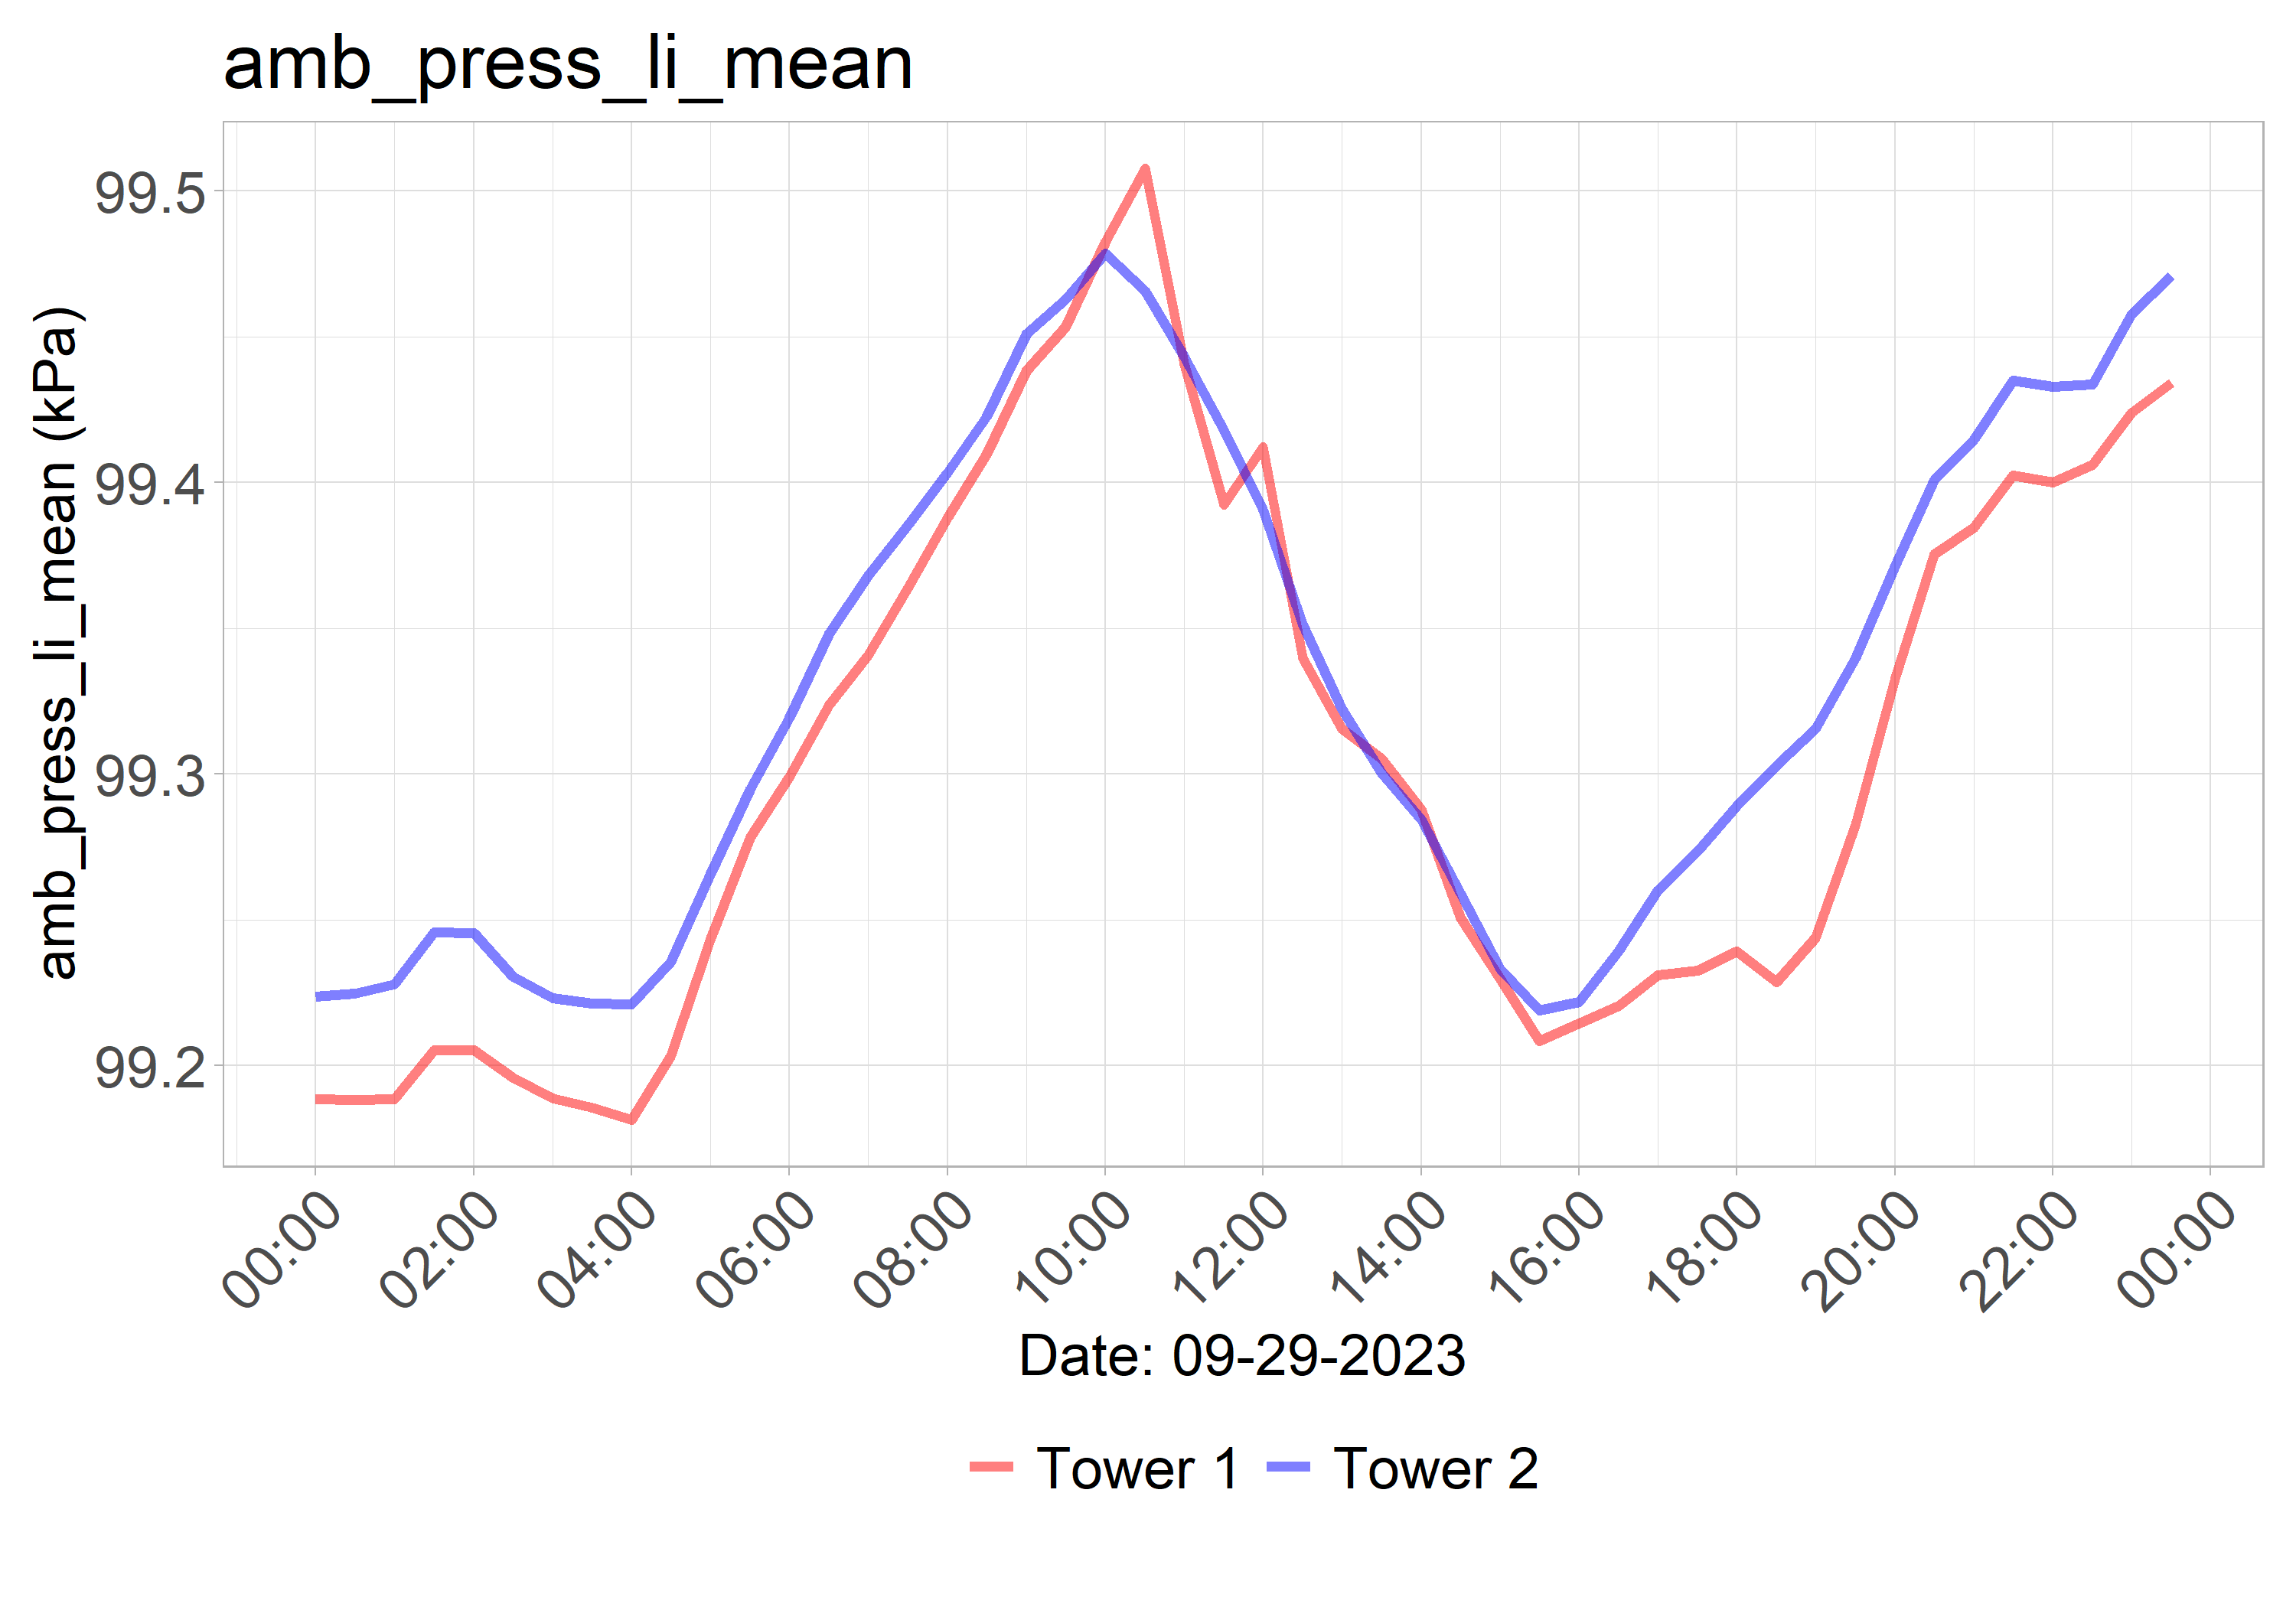 amb_press_li_mean
amb_press_li_mean (kPa)
99.5
99.4
99.3
99.2
00:00 02:00 04:00 06:00 08:00 10:00 12:00 14:00 16:00 18:00 20:00 22:00 00:00
Date: 09-29-2023
Tower 1 Tower 2